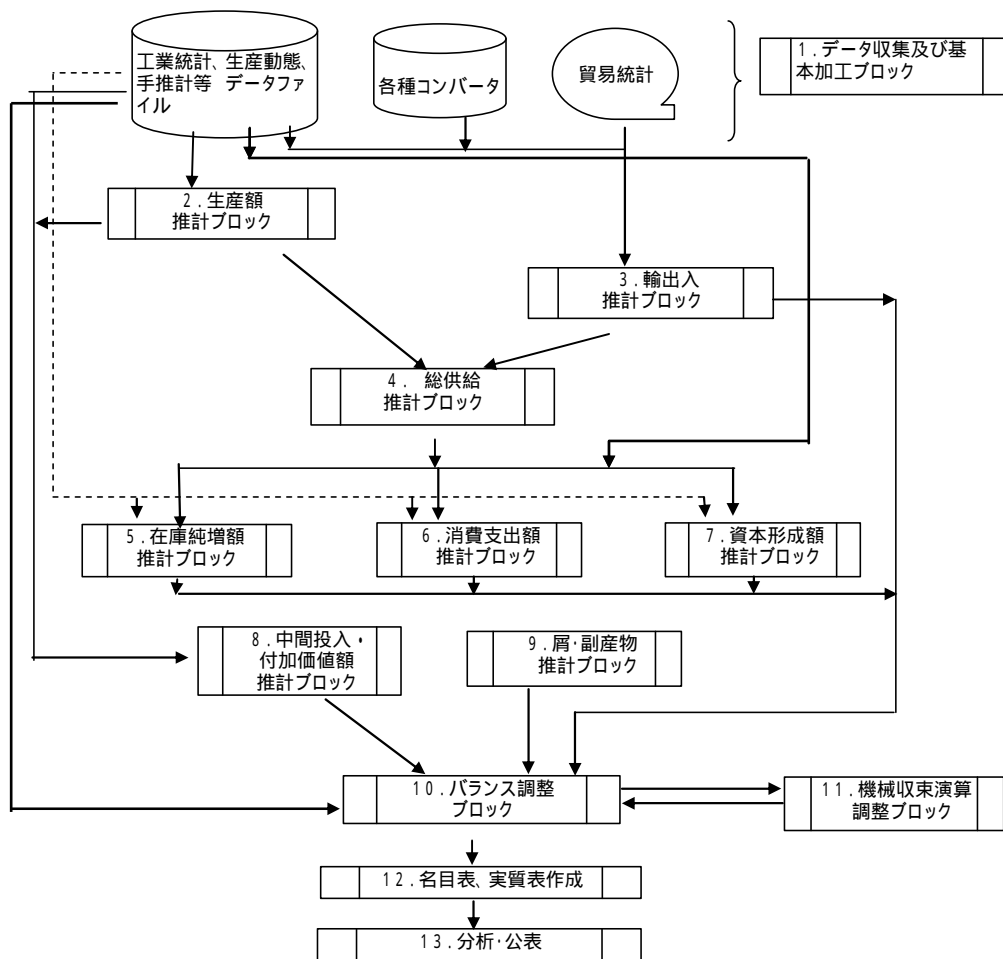 工業統計、生産動態、
手推計等 データファ
イル
各種コンバータ
貿易統計
1.データ収集及び基
本加工ブロック
2.生産額
推計ブロック
3.輸出入
推計ブロック
4. 総供給
推計ブロック
5.在庫純増額
推計ブロック
6.消費支出額
推計ブロック
7.資本形成額
推計ブロック
8.中間投入・
付加価値額
推計ブロック
9.屑・副産物
推計ブロック
10.バランス調整
ブロック
11.機械収束演算
調整ブロック
12.名目表、実質表作成
13.分析・公表